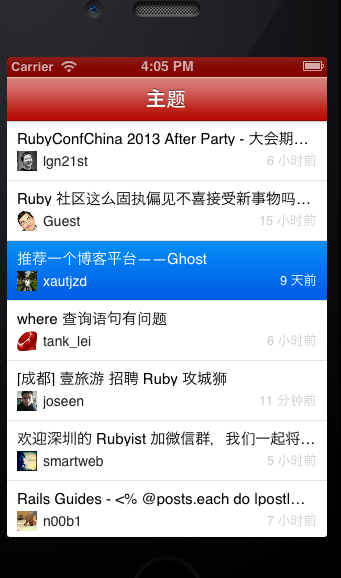 Carrier 4:05 PM
主题
RubyConfChina 2013 After Party - 大会期…
lgn21st 6 小时前
Ruby 社区这么固执偏见不喜接受新事物吗…
Guest 15 小时前
推荐一个博客平台——Ghost
xautjzd 9 天前
where 查询语句有问题
tank_lei 6 小时前
[成都] 壹旅游 招聘 Ruby 攻城狮
joseen 11 分钟前
欢迎深圳的 Rubyist 加微信群，我们一起将…
smartweb 5 小时前
Rails Guides - <% @posts.each do |postl…
n00b1 7 小时前